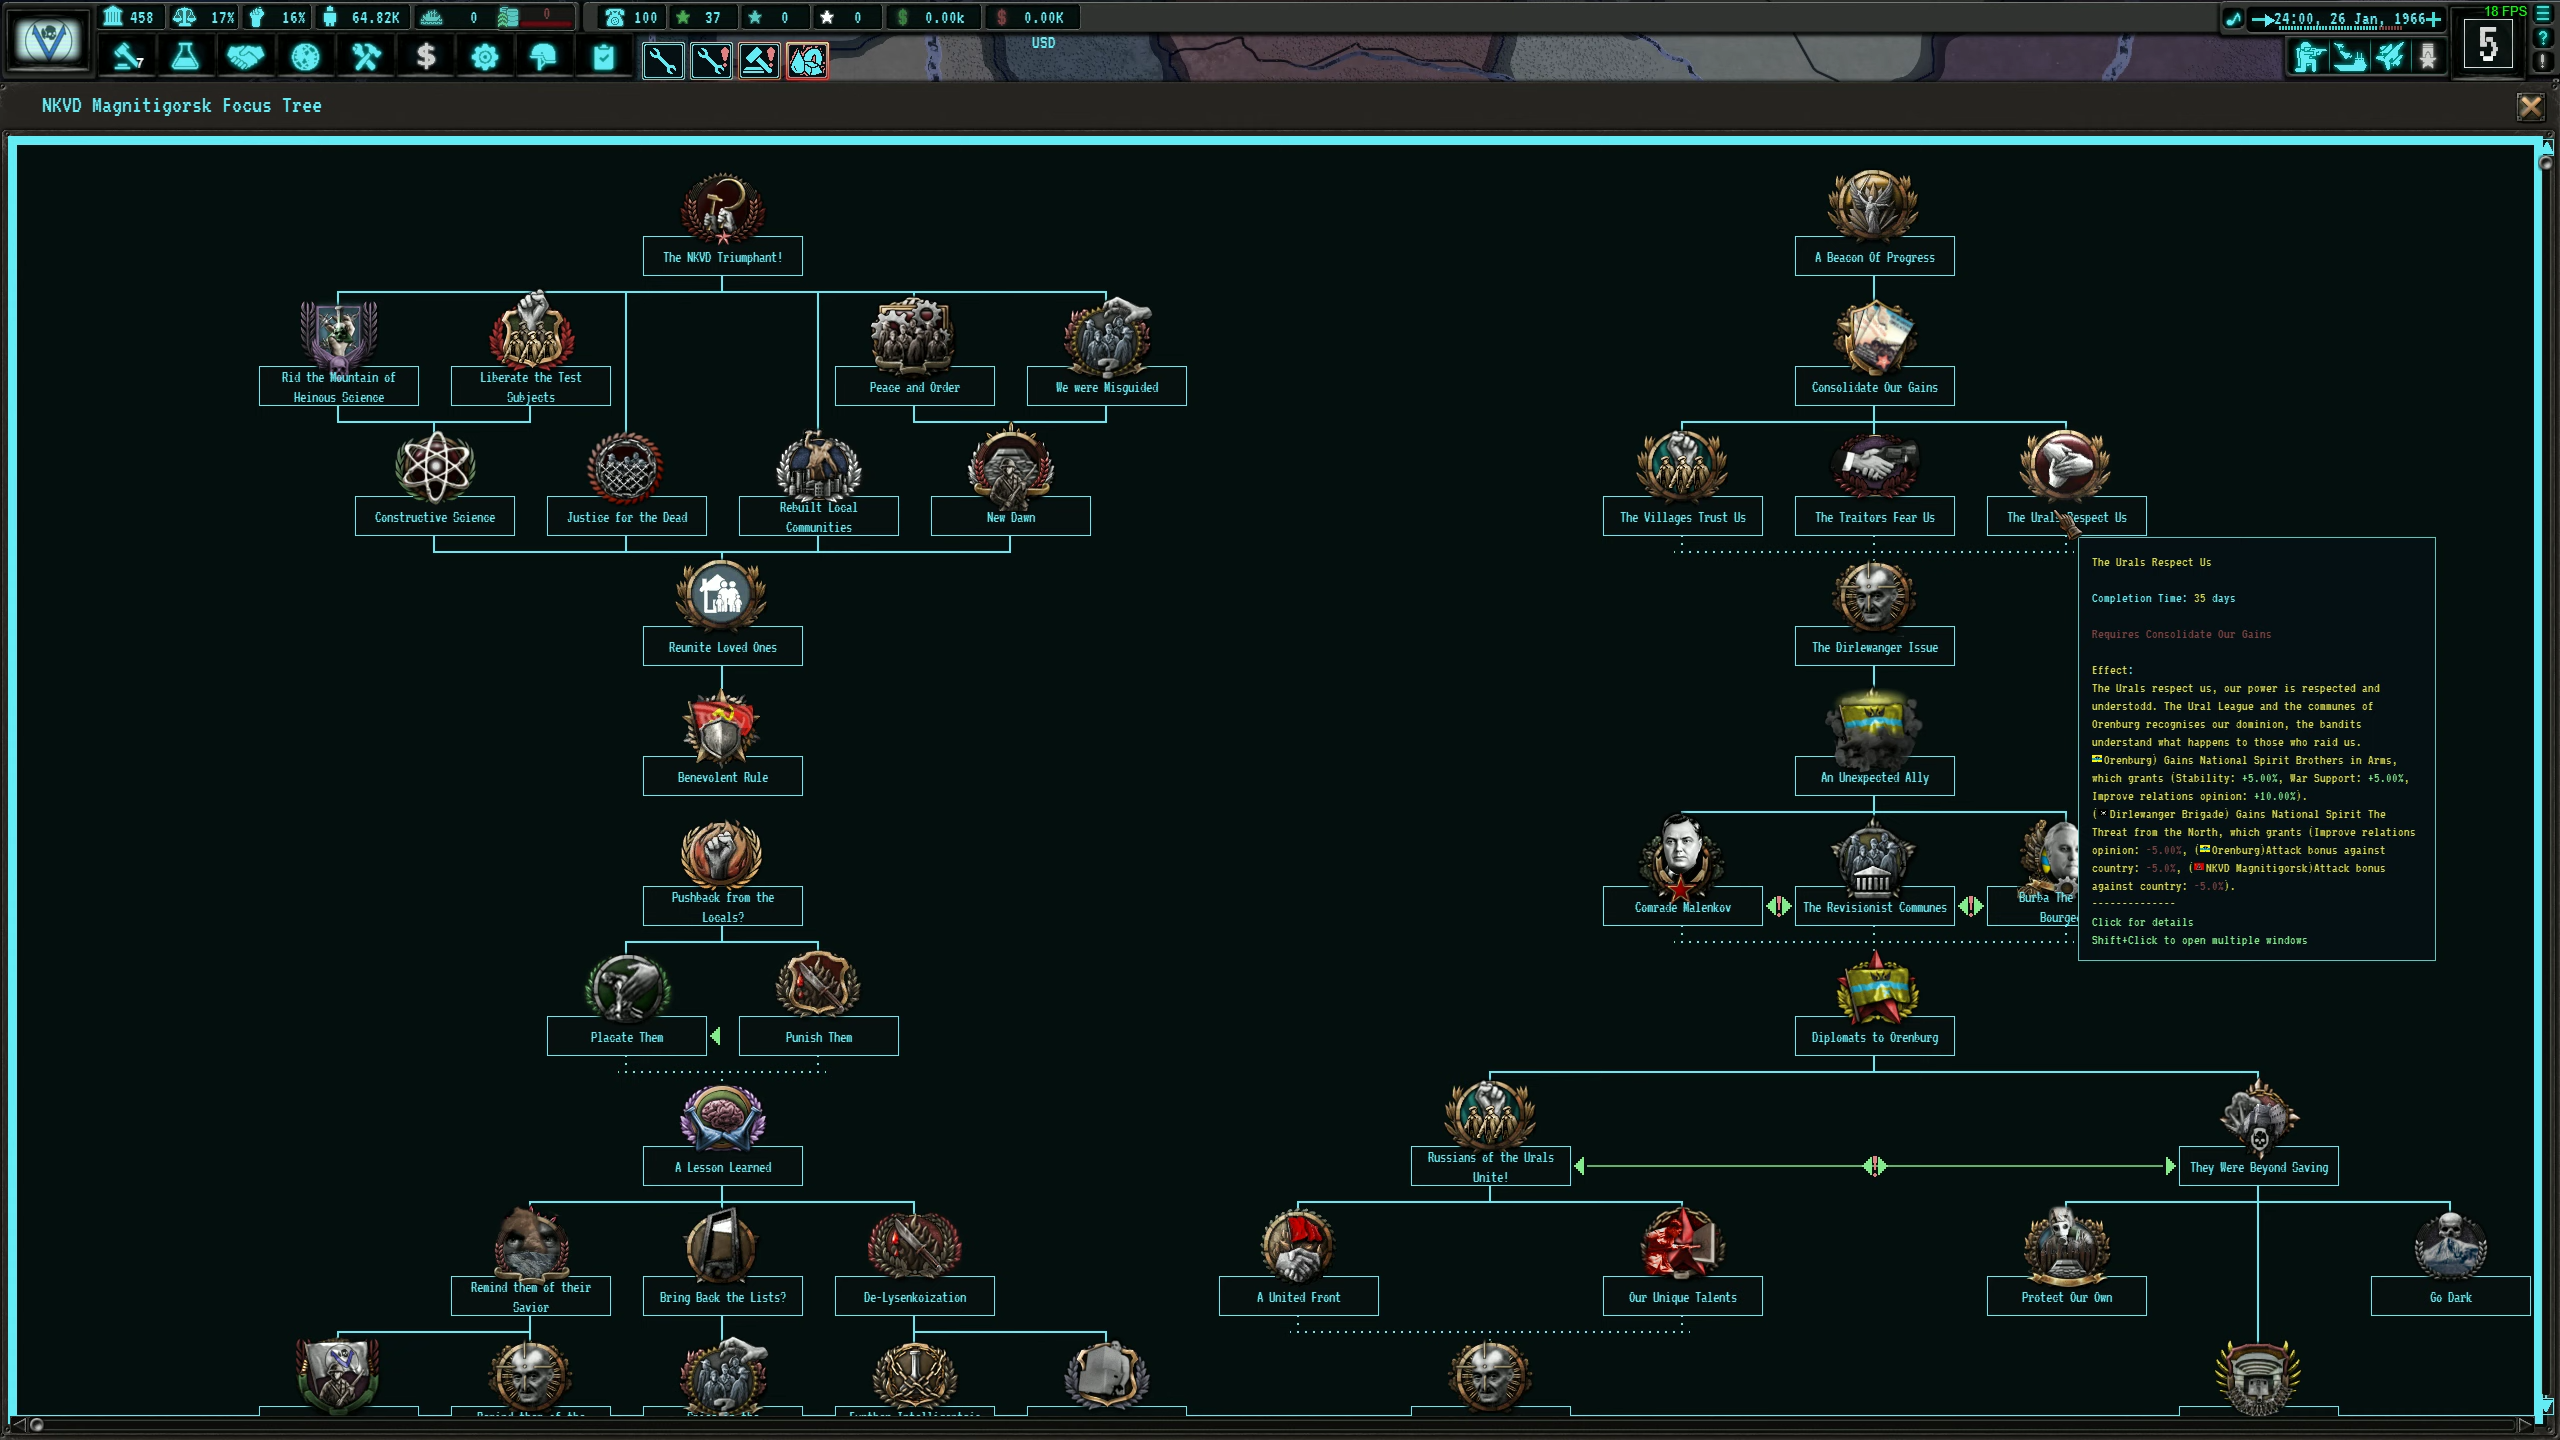 458
17%
16%
64.82K
0
0
100
37
0
0
0.00k
0.00K
24:00, 26 Jan, 1966
18 FPS
5
7
USD
NKVD Magnitigorsk Focus Tree
The NKVD Triumphant!
A Beacon Of Progress
Rid the Mountain of
Heinous Science
Liberate the Test
Subjects
Peace and Order
We were Misguided
Consolidate Our Gains
Constructive Science
Justice for the Dead
Rebuilt Local
Communities
New Dawn
The Villages Trust Us
The Traitors Fear Us
The Urals Respect Us
Reunite Loved Ones
The Dirlewanger Issue
Benevolent Rule
An Unexpected Ally
Pushback from the
Locals?
Comrade Malenkov
The Revisionist Communes
Burba The
Placate Them
Punish Them
Diplomats to Orenburg
A Lesson Learned
Russians of the Urals
Unite!
They Were Beyond Saving
Remind them of their
Savior
Bring Back the Lists?
De-Lysenkoization
A United Front
Our Unique Talents
Protect Our Own
Go Dark
The Urals Respect Us
Completion Time: 35 days
Requires Consolidate Our Gains
Effect:
The Urals respect us, our power is respected and
understodd. The Ural League and the communes of
Orenburg recognises our dominion, the bandits
understand what happens to those who raid us.
Orenburg) Gains National Spirit Brothers in Arms,
which grants (Stability: +5.00%, War Support: +5.00%,
Improve relations opinion: +10.00%).
( Dirlewanger Brigade) Gains National Spirit The
Threat from the North, which grants (Improve relations
opinion: -5.00%, (Orenburg)Attack bonus against
country: -5.0%, (NKVD Magnitigorsk)Attack bonus
against country: -5.0%).
--------------
Click for details
Shift+Click to open multiple windows